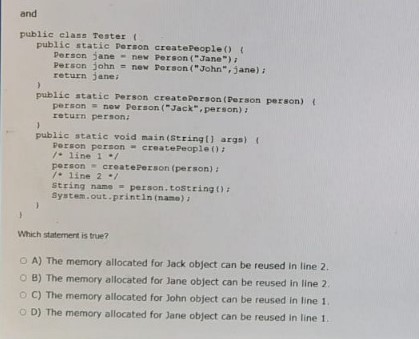 and
public class Tester {
public static Person createPeople() {
Person jane = new Person("Jane");
Person john = new Person("John",jane);
return jane;
}
public static Person createPerson(Person person) {
person = new Person("Jack",person);
return person;
}
public static void main(String[] args) {
Person person = createPeople();
/* line 1 */
person = createPerson(person);
/* line 2 */
String name = person.toString();
System.out.println(name);
}
}
Which statement is true?
A) The memory allocated for Jack object can be reused in line 2.
B) The memory allocated for Jane object can be reused in line 2.
C) The memory allocated for John object can be reused in line 1.
D) The memory allocated for Jane object can be reused in line 1.